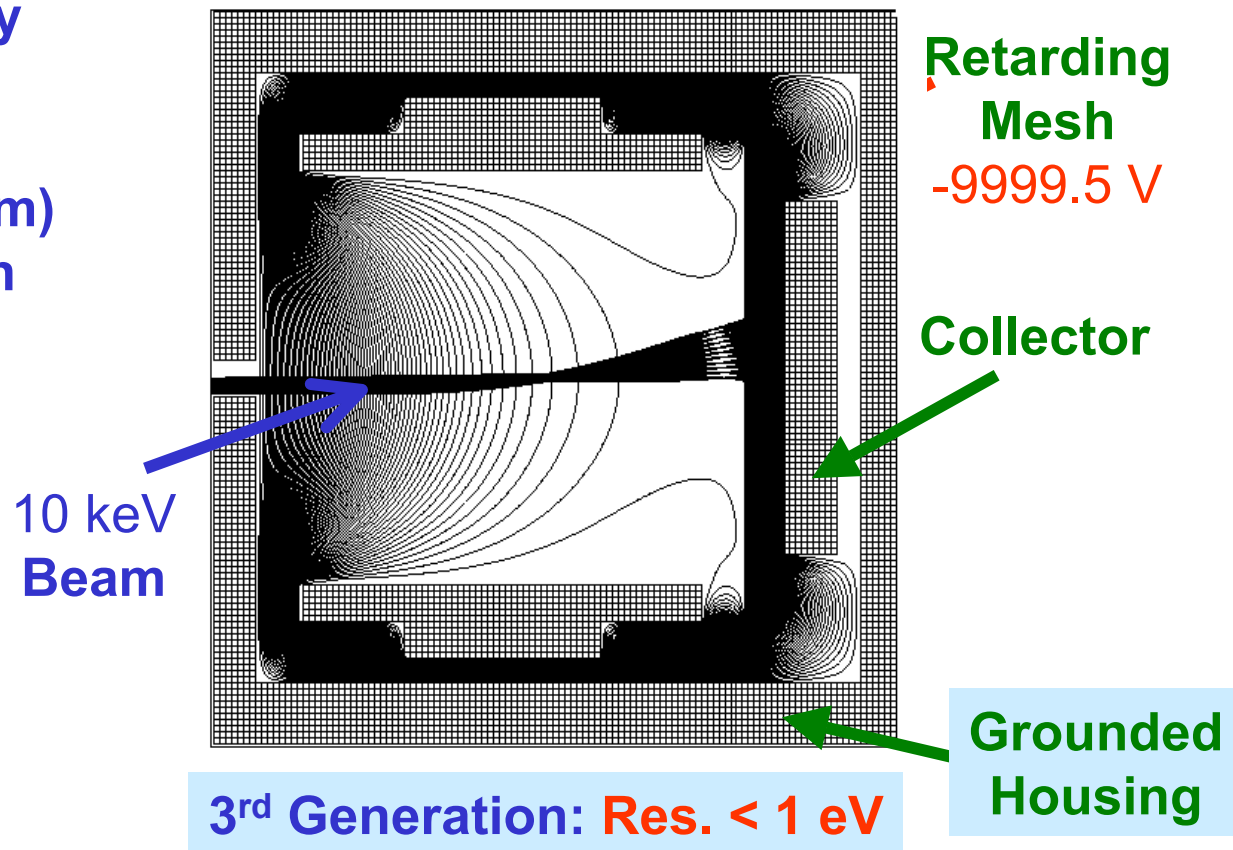 y
m)
n
Retarding
Mesh
-9999.5 V
Collector
10 keV
Beam
Grounded
Housing
3rd Generation: Res. < 1 eV